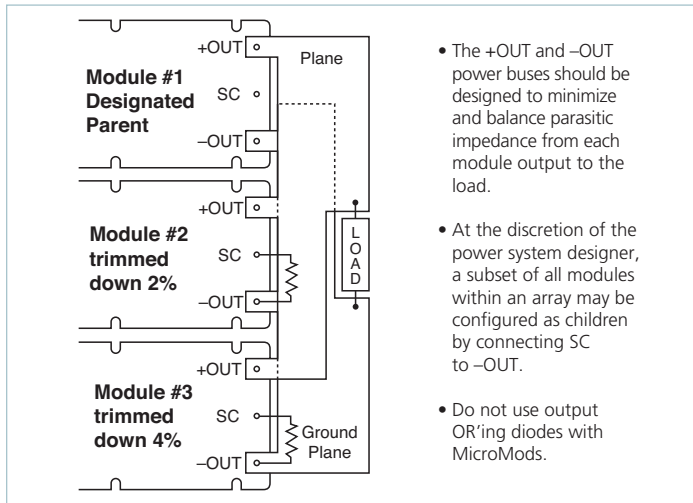 +OUT
Plane
Module #1
Designated
Parent
SC
–OUT
+OUT
Module #2
trimmed
down 2%
SC
–OUT
LOAD
+OUT
Module #3
trimmed
down 4%
SC
Ground
Plane
–OUT
• The +OUT and –OUT
power buses should be
designed to minimize
and balance parasitic
impedance from each
module output to the
load.
• At the discretion of the
power system designer,
a subset of all modules
within an array may be
configured as children
by connecting SC
to –OUT.
• Do not use output
OR'ing diodes with
MicroMods.